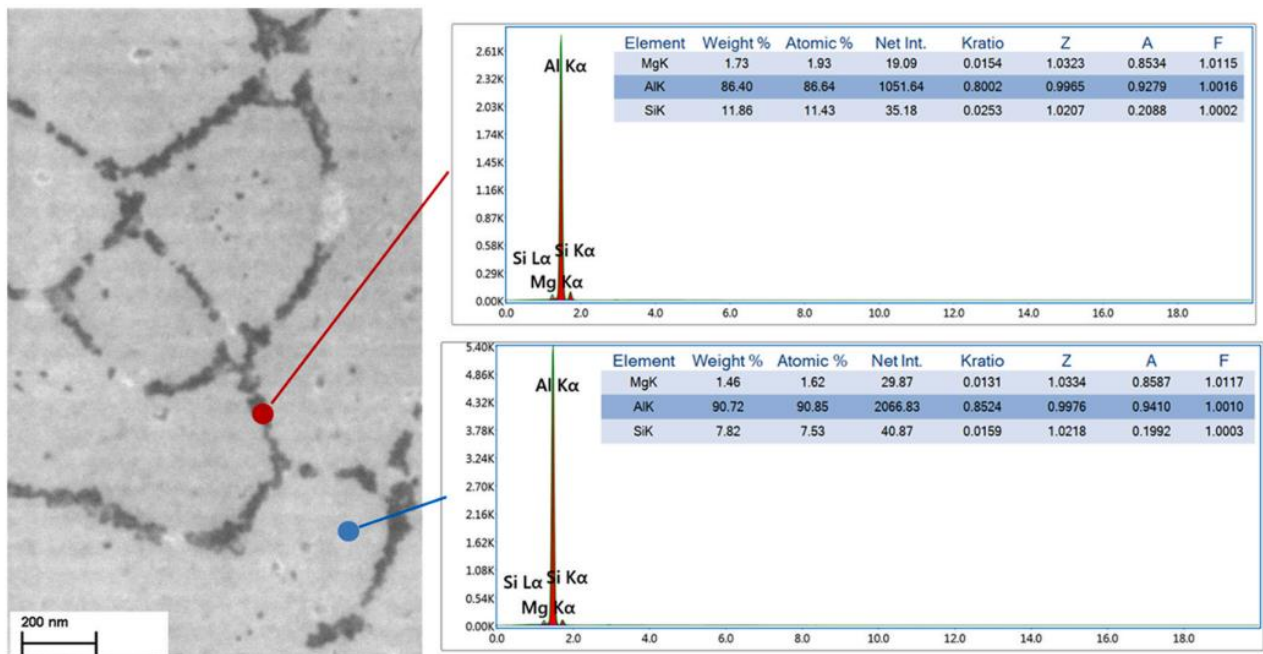 2.61K
2.32K
2.03K
1.74K
1.45K
1.16K
0.87K
0.58K
0.29K
0.00K
Al Kα
Si Lα Si Kα
Mg Kα
0.0 2.0 4.0 6.0 8.0 10.0 12.0 14.0 16.0 18.0
Element Weight % Atomic % Net Int. Kratio Z A F
MgK 1.73 1.93 19.09 0.0154 1.0323 0.8534 1.0115
AlK 86.40 86.64 1051.64 0.8002 0.9965 0.9279 1.0016
SiK 11.86 11.43 35.18 0.0253 1.0207 0.2088 1.0002
5.40K
4.86K
4.32K
3.78K
3.24K
2.70K
2.16K
1.62K
1.08K
0.54K
0.00K
Al Kα
Si Lα Si Kα
Mg Kα
0.0 2.0 4.0 6.0 8.0 10.0 12.0 14.0 16.0 18.0
Element Weight % Atomic % Net Int. Kratio Z A F
MgK 1.46 1.62 29.87 0.0131 1.0334 0.8587 1.0117
AlK 90.72 90.85 2066.83 0.8524 0.9976 0.9410 1.0010
SiK 7.82 7.53 40.87 0.0159 1.0218 0.1992 1.0003
200 nm